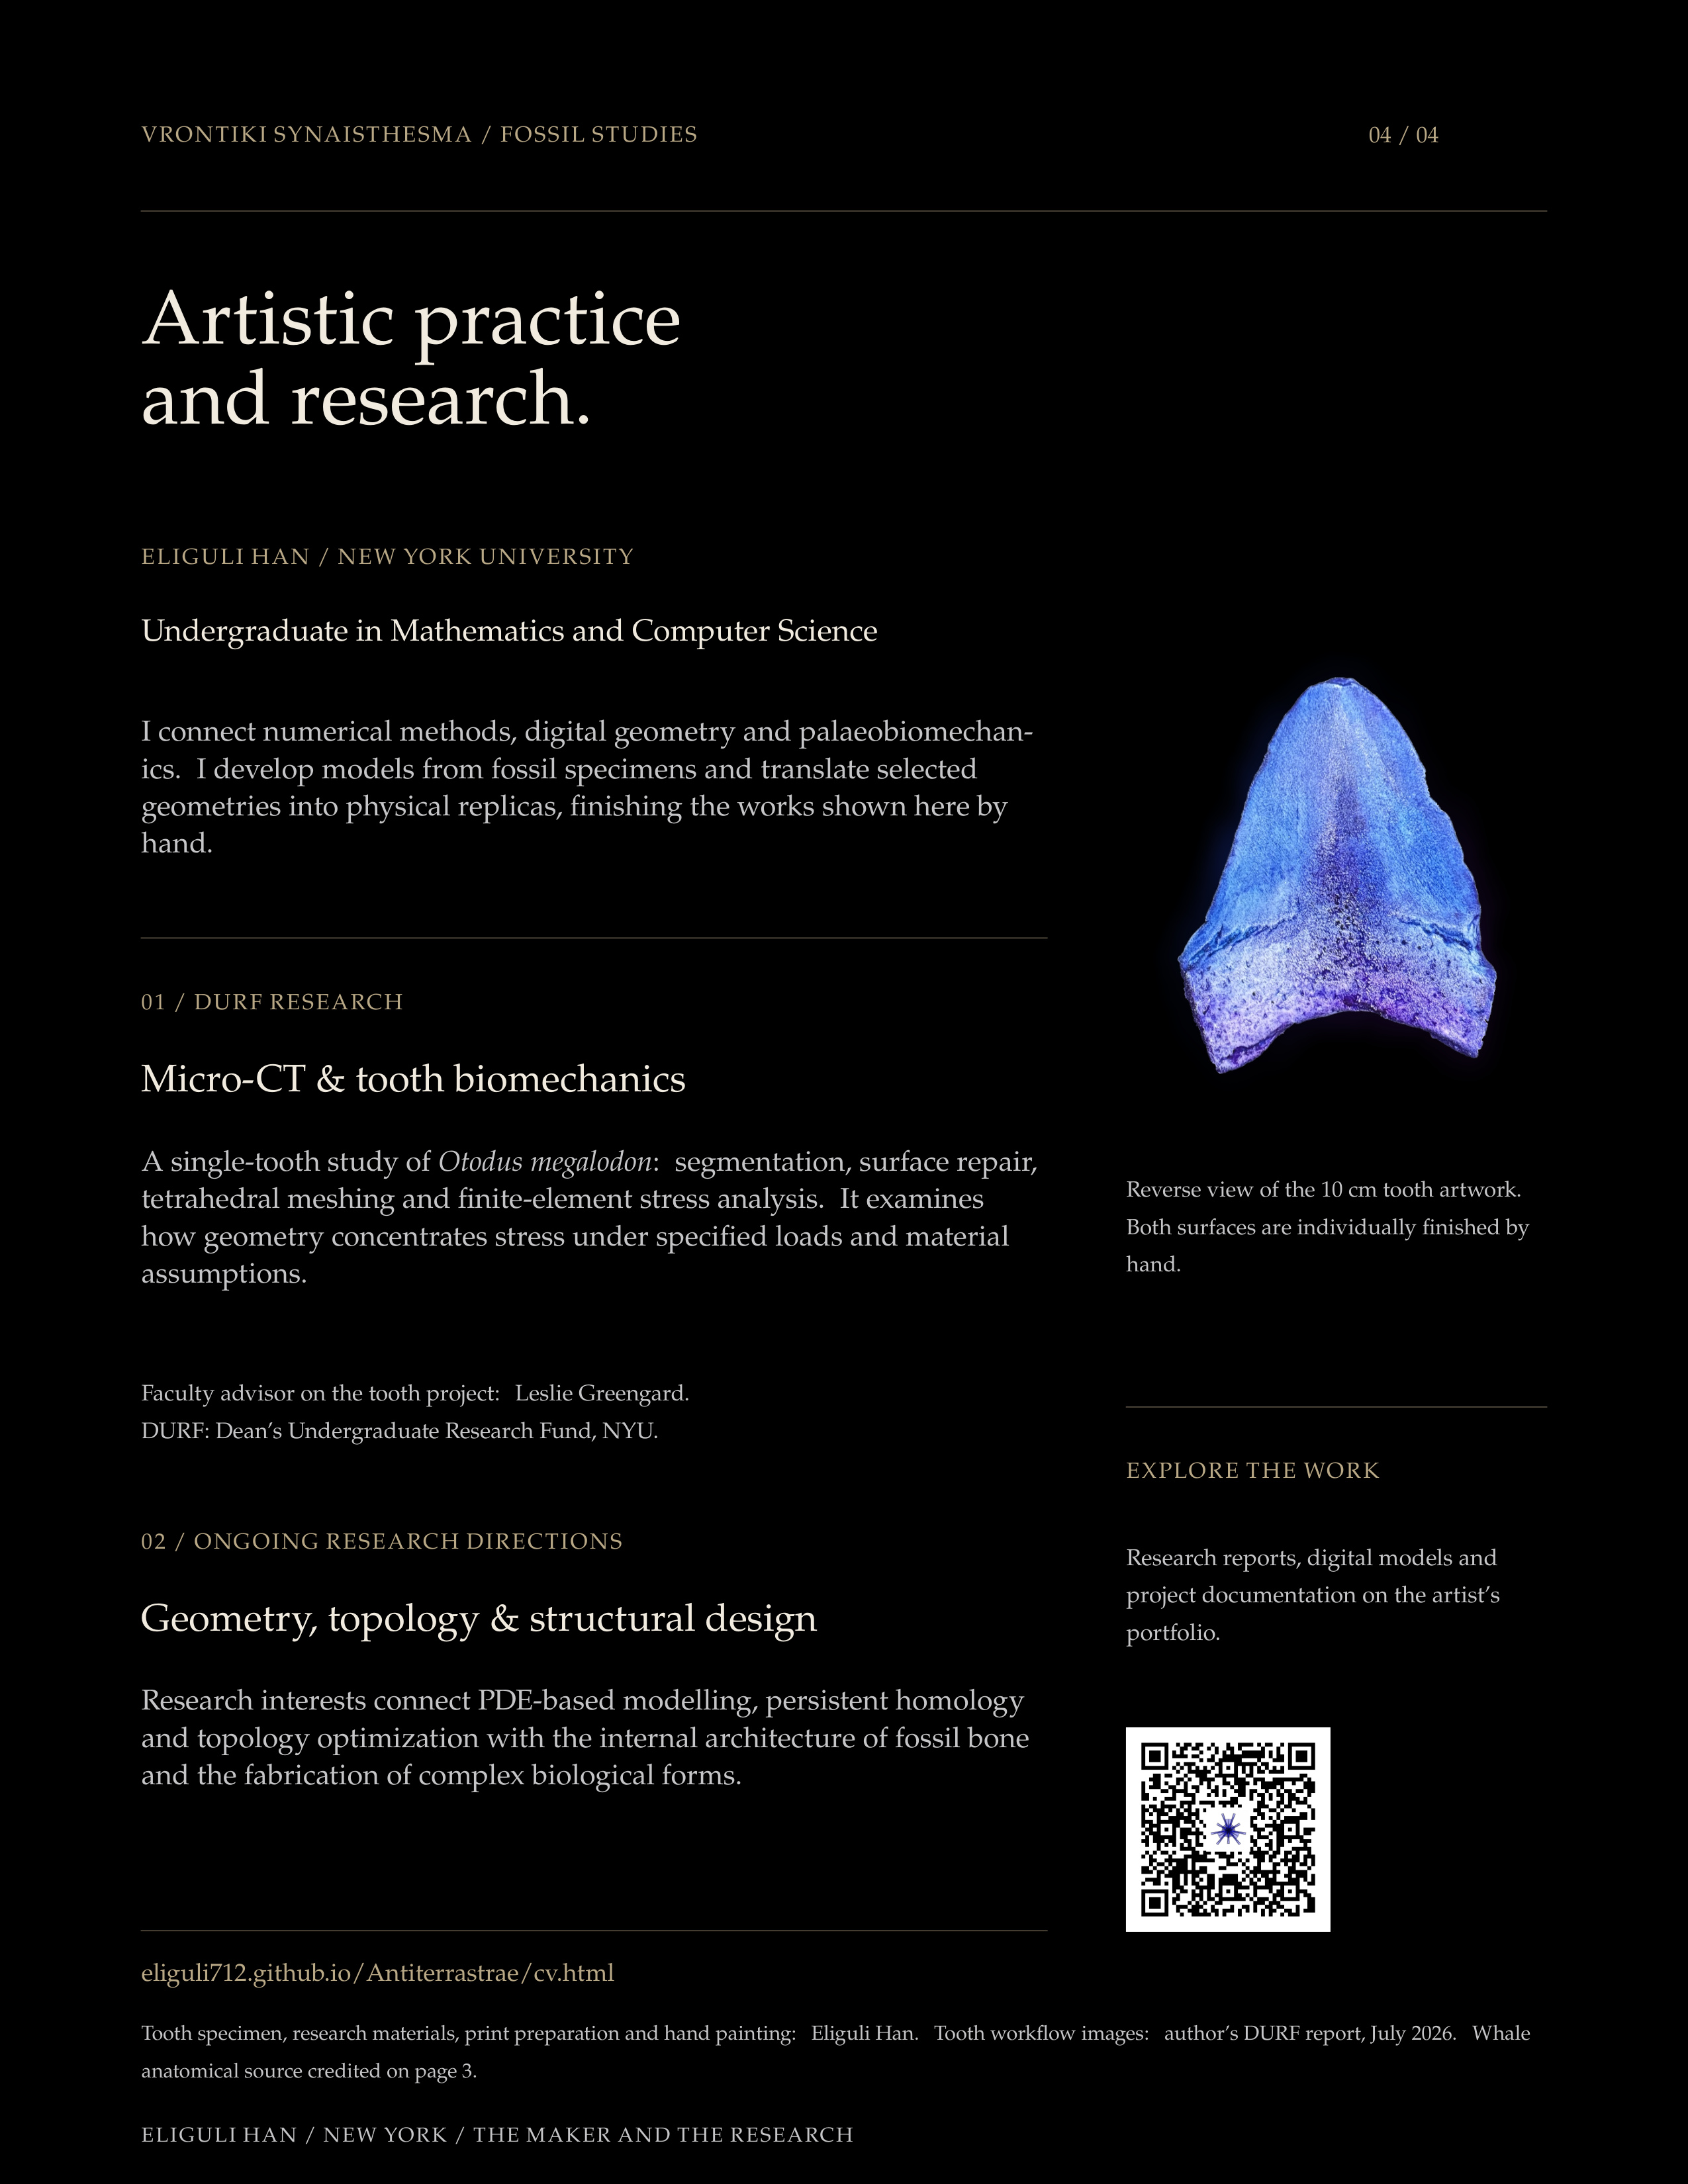 VRONTIKI SYNAISTHESMA / FOSSIL STUDIES
04 / 04
Artistic practice
and research.
ELIGULI HAN / NEW YORK UNIVERSITY
Undergraduate in Mathematics and Computer Science
I connect numerical methods, digital geometry and palaeobiomechan-
ics. I develop models from fossil specimens and translate selected
geometries into physical replicas, finishing the works shown here by
hand.
01 / DURF RESEARCH
Micro-CT & tooth biomechanics
A single-tooth study of Otodus megalodon: segmentation, surface repair,
tetrahedral meshing and finite-element stress analysis. It examines
how geometry concentrates stress under specified loads and material
assumptions.
Faculty advisor on the tooth project: Leslie Greengard.
DURF: Dean's Undergraduate Research Fund, NYU.
02 / ONGOING RESEARCH DIRECTIONS
Geometry, topology & structural design
Research interests connect PDE-based modelling, persistent homology
and topology optimization with the internal architecture of fossil bone
and the fabrication of complex biological forms.
Reverse view of the 10 cm tooth artwork.
Both surfaces are individually finished by
hand.
EXPLORE THE WORK
Research reports, digital models and
project documentation on the artist's
portfolio.
eliguli712.github.io/Antiterrastrae/cv.html
Tooth specimen, research materials, print preparation and hand painting: Eliguli Han. Tooth workflow images: author's DURF report, July 2026. Whale
anatomical source credited on page 3.
ELIGULI HAN / NEW YORK / THE MAKER AND THE RESEARCH